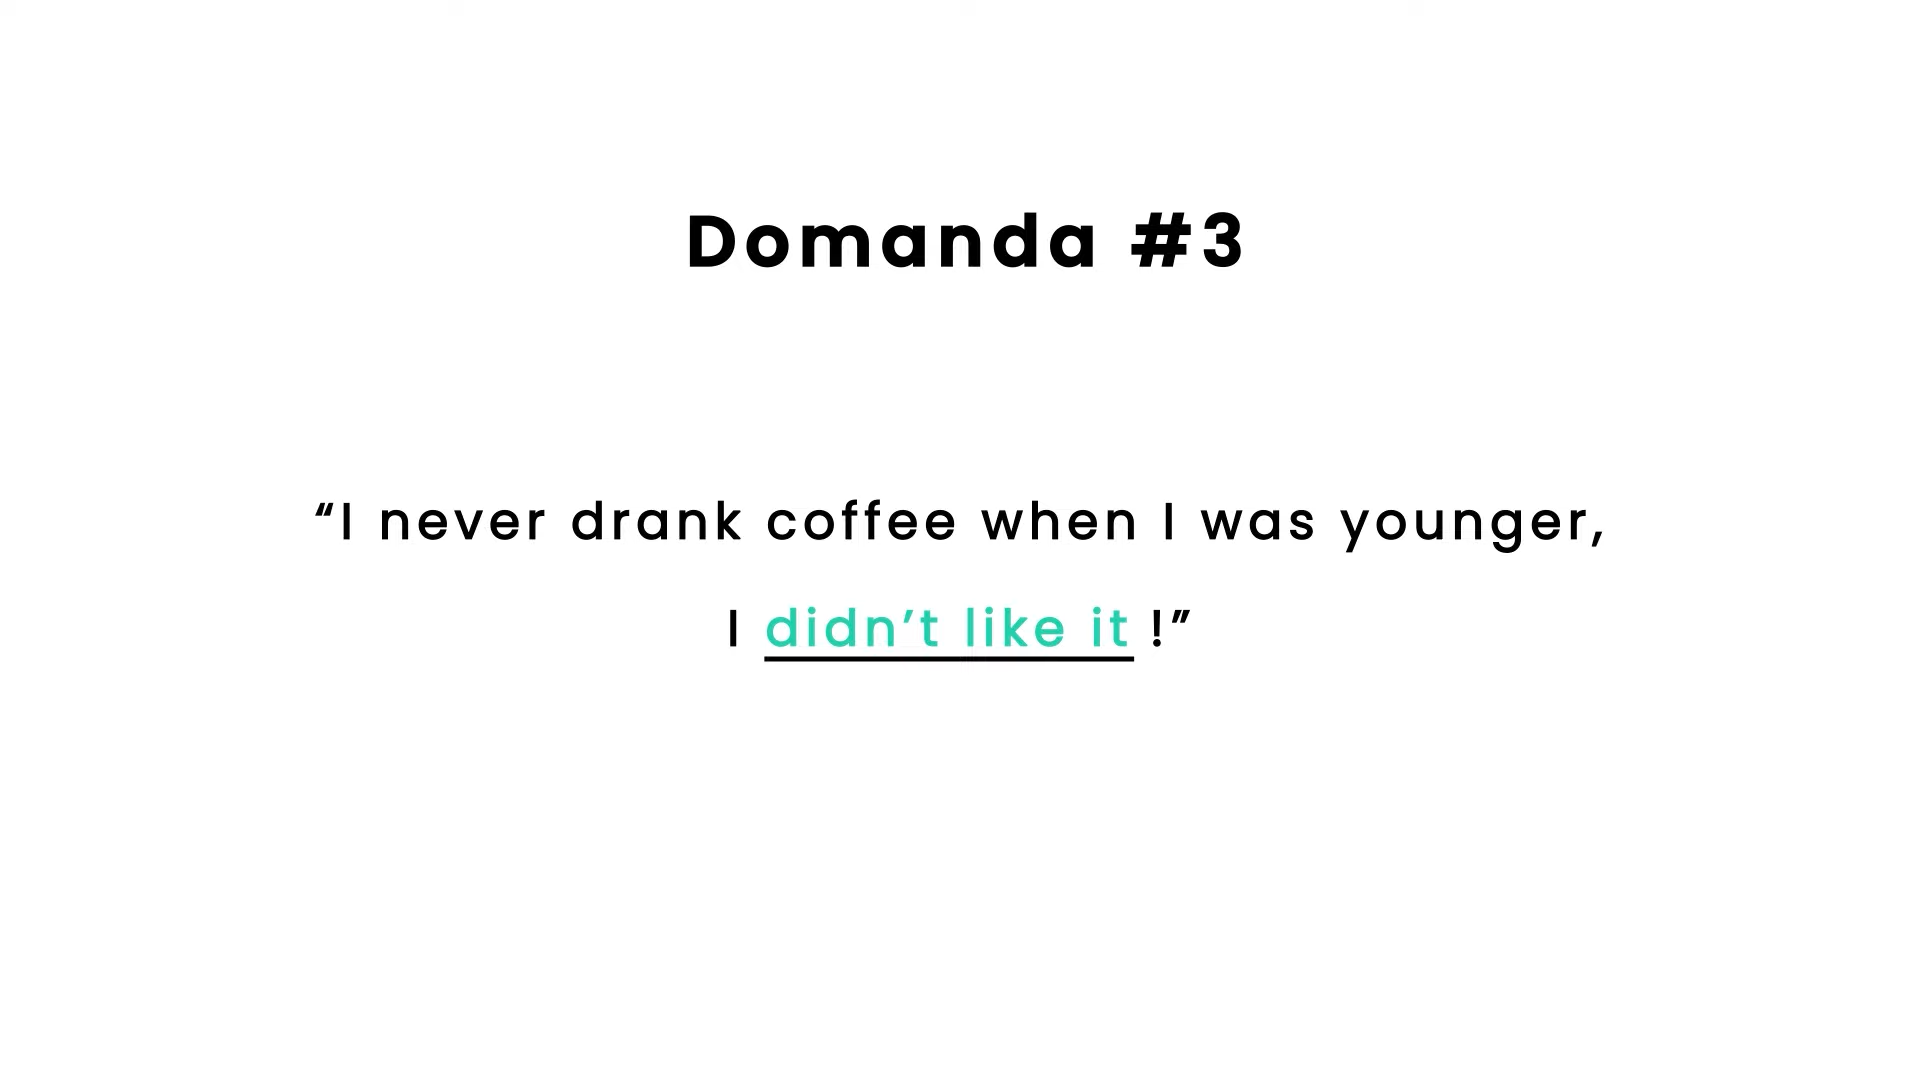 Domanda #3
“I never drank coffee when I was younger,
I didn’t like it !”